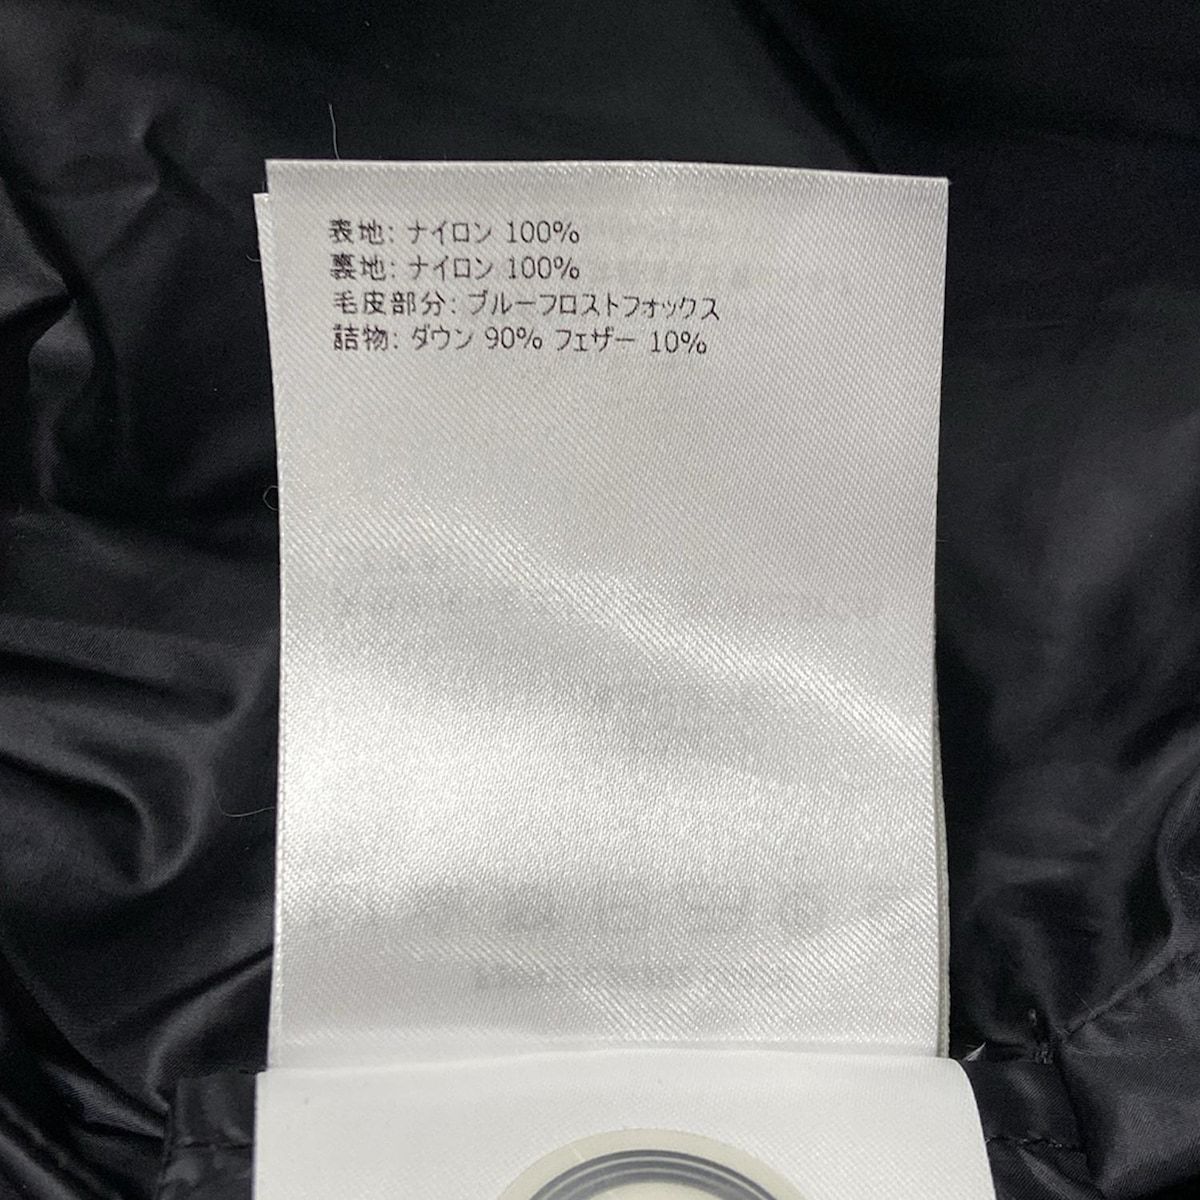 表地: ナイロン 100%
裏地: ナイロン 100%
毛皮部分: ブルーフロストフォックス
詰物: ダウン 90% フェザー 10%